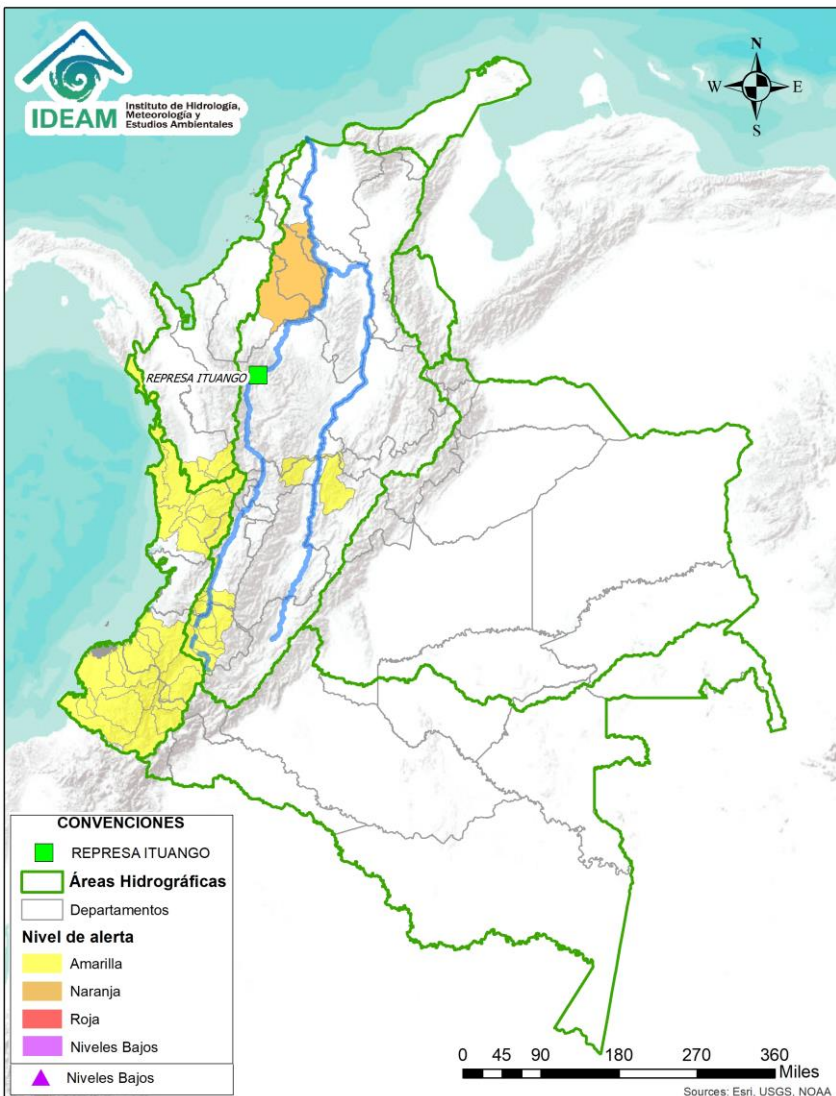 IDEAM
Instituto de Hidrología,
Meteorología y
Estudios Ambientales
N
W
E
S
REPRESA ITUANGO
CONVENCIONES
REPRESA ITUANGO
Áreas Hidrográficas
Departamentos
Nivel de alerta
Amarilla
Naranja
Roja
Niveles Bajos
Niveles Bajos
0 45 90 180 270 360
Miles
Sources: Esri, USGS, NOAA